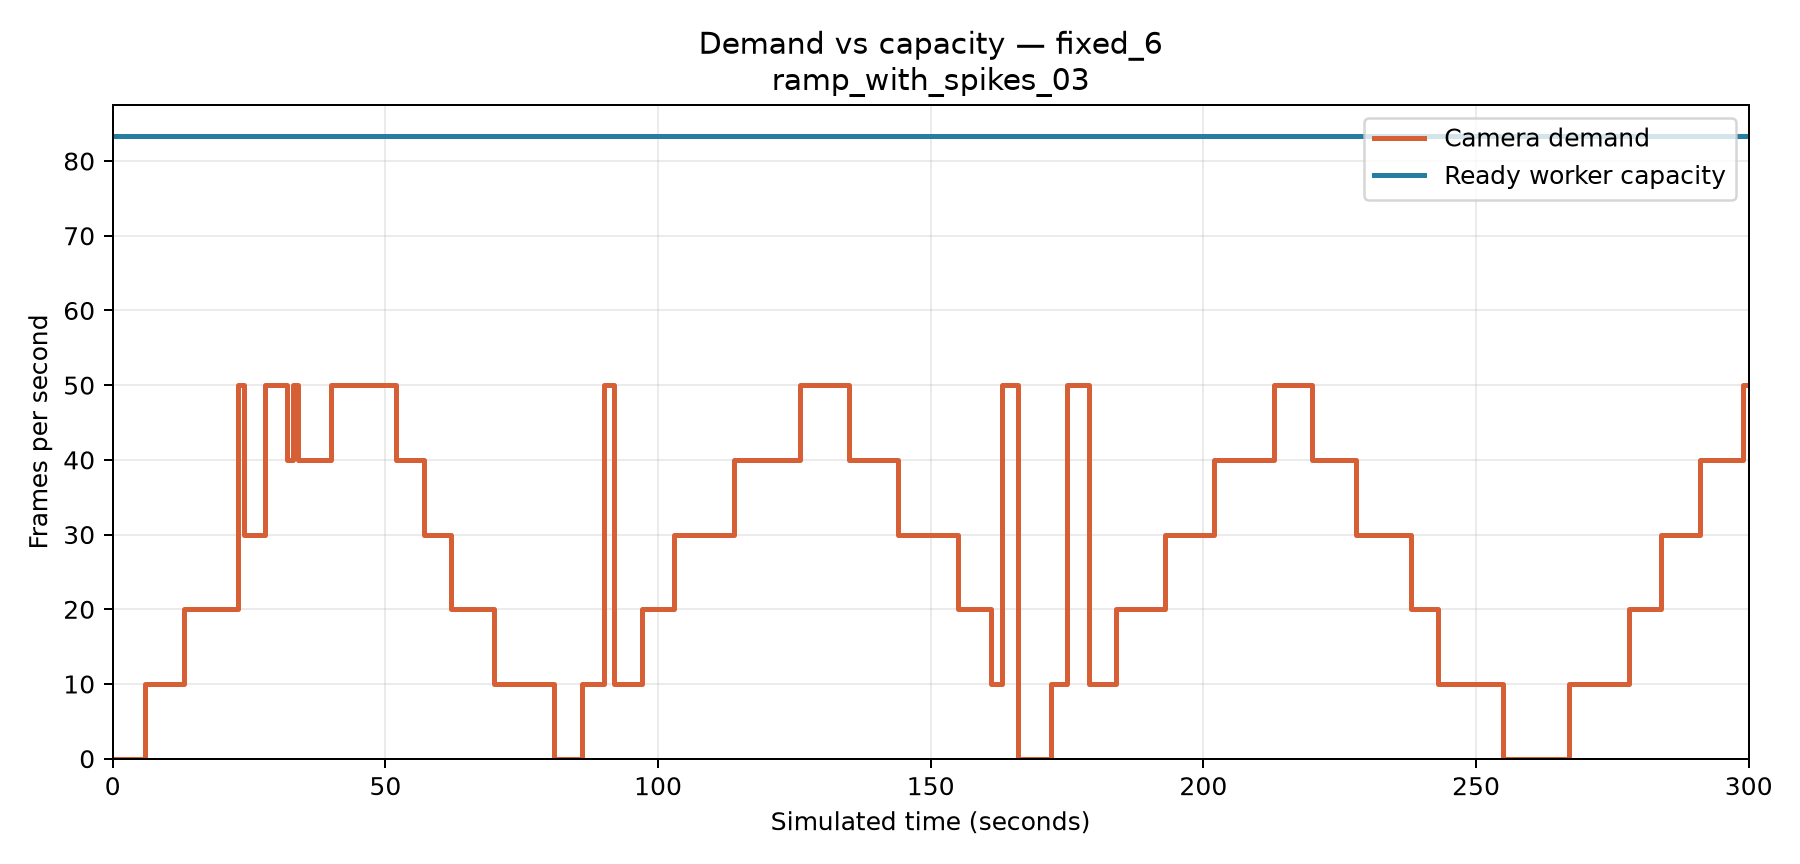 Demand vs capacity — fixed_6
ramp_with_spikes_03
Camera demand
Ready worker capacity
Frames per second
80
70
60
50
40
30
20
10
0
0 50 100 150 200 250 300
Simulated time (seconds)